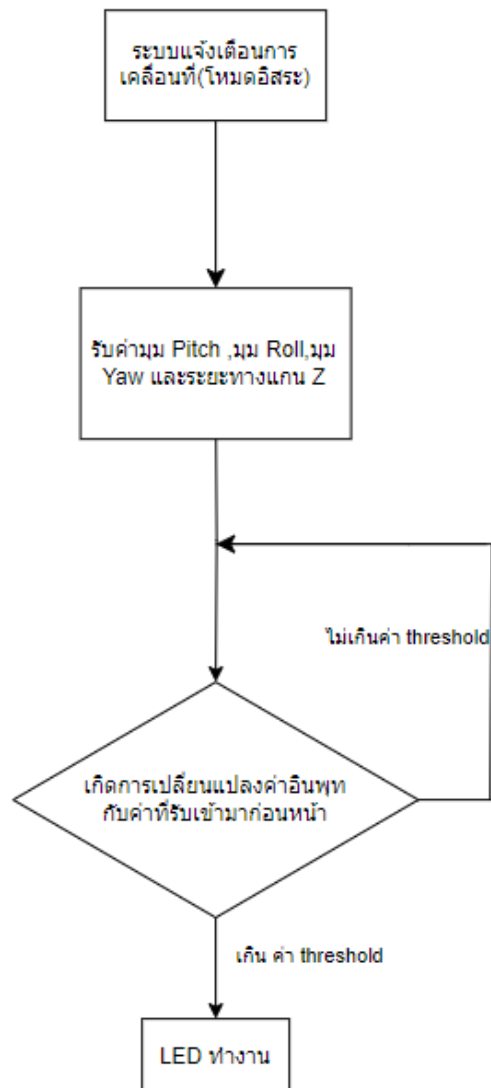 ระบบแจ้งเตือนการ
เคลื่อนที่(โหมดอิสระ)
รับค่ามุม Pitch ,มุม Roll,มุม
Yaw และระยะทางแกน Z
ไม่เกินค่า threshold
เกิดการเปลี่ยนแปลงค่าอินพุท
กับค่าที่รับเข้ามาก่อนหน้า
เกิน ค่า threshold
LED ทำงาน